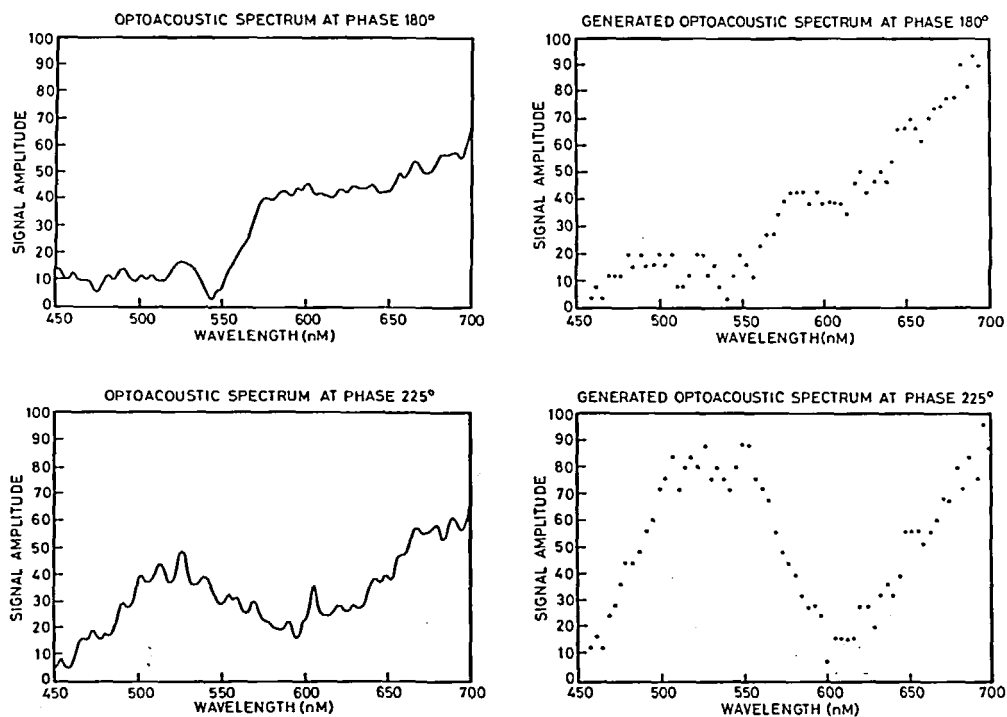 OPTOACOUSTIC SPECTRUM AT PHASE 180°
100
90
80
70
60
50
40
30
20
10
0
SIGNAL AMPLITUDE
450 500 550 600 650 700
WAVELENGTH (nM)
GENERATED OPTOACOUSTIC SPECTRUM AT PHASE 180°
100
90
80
70
60
50
40
30
20
10
0
SIGNAL AMPLITUDE
450 500 550 600 650 700
WAVELENGTH(nM)
OPTOACOUSTIC SPECTRUM AT PHASE 225°
100
90
80
70
60
50
40
30
20
10
0
SIGNAL AMPLITUDE
450 500 550 600 650 700
WAVELENGTH (nM)
GENERATED OPTOACOUSTIC SPECTRUM AT PHASE 225°
100
90
80
70
60
50
40
30
20
10
0
SIGNAL AMPLITUDE
450 500 550 600 650 700
WAVELENGTH (nM)